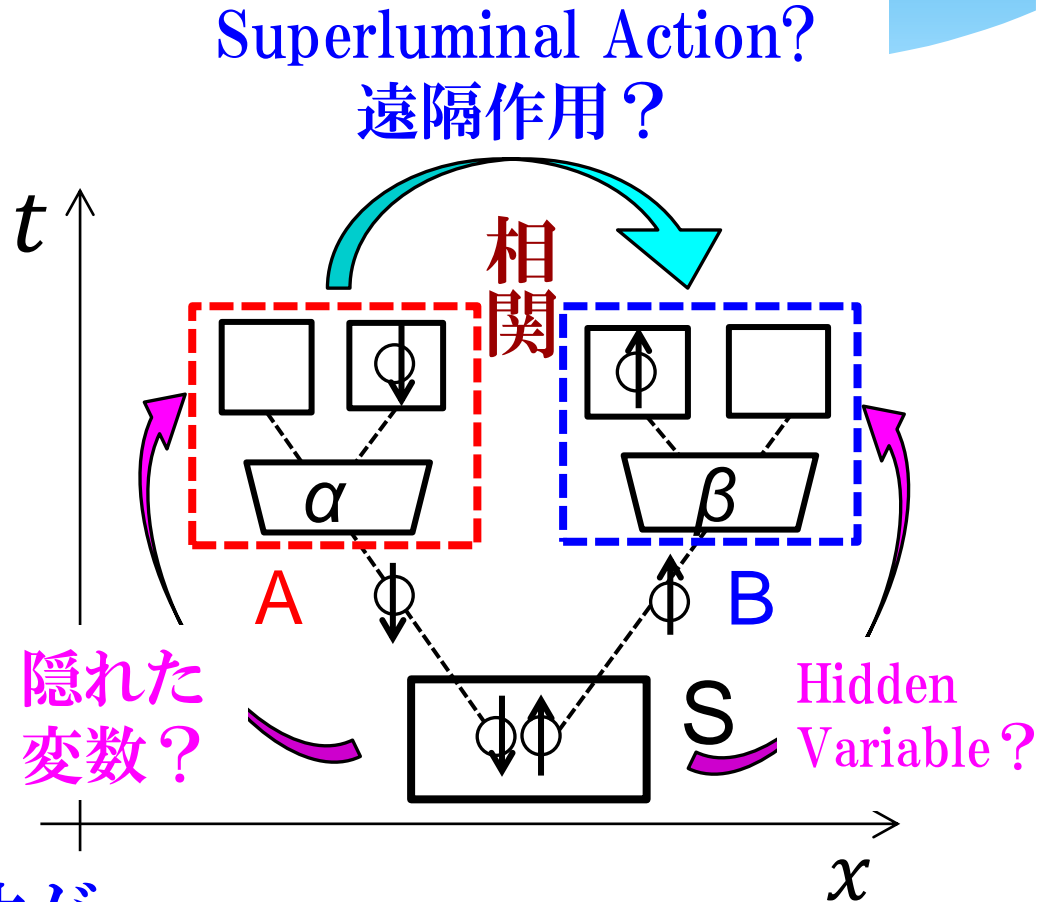 Superluminal Action?
遠隔作用？
t
相
関
α
β
A
B
隠れた
変数？
S
Hidden
Variable？
x